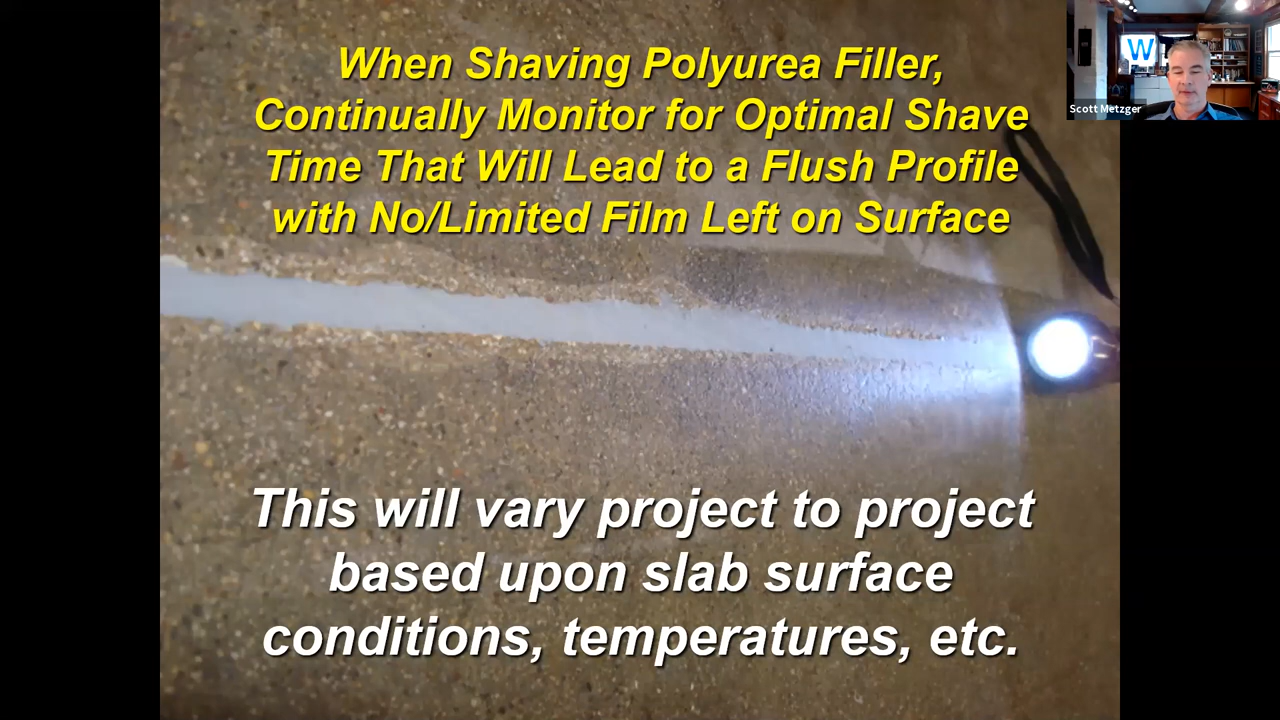 When Shaving Polyurea Filler,
Continually Monitor for Optimal Shave
Time That Will Lead to a Flush Profile
with No/Limited Film Left on Surface
W
Scott Metzger
This will vary project to project
based upon slab surface
conditions, temperatures, etc.